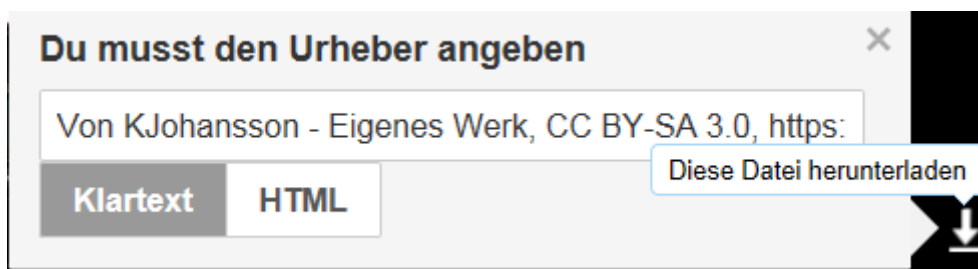 Du musst den Urheber angeben
Von KJohansson - Eigenes Werk, CC BY-SA 3.0, https:
Diese Datei herunterladen
Klartext HTML